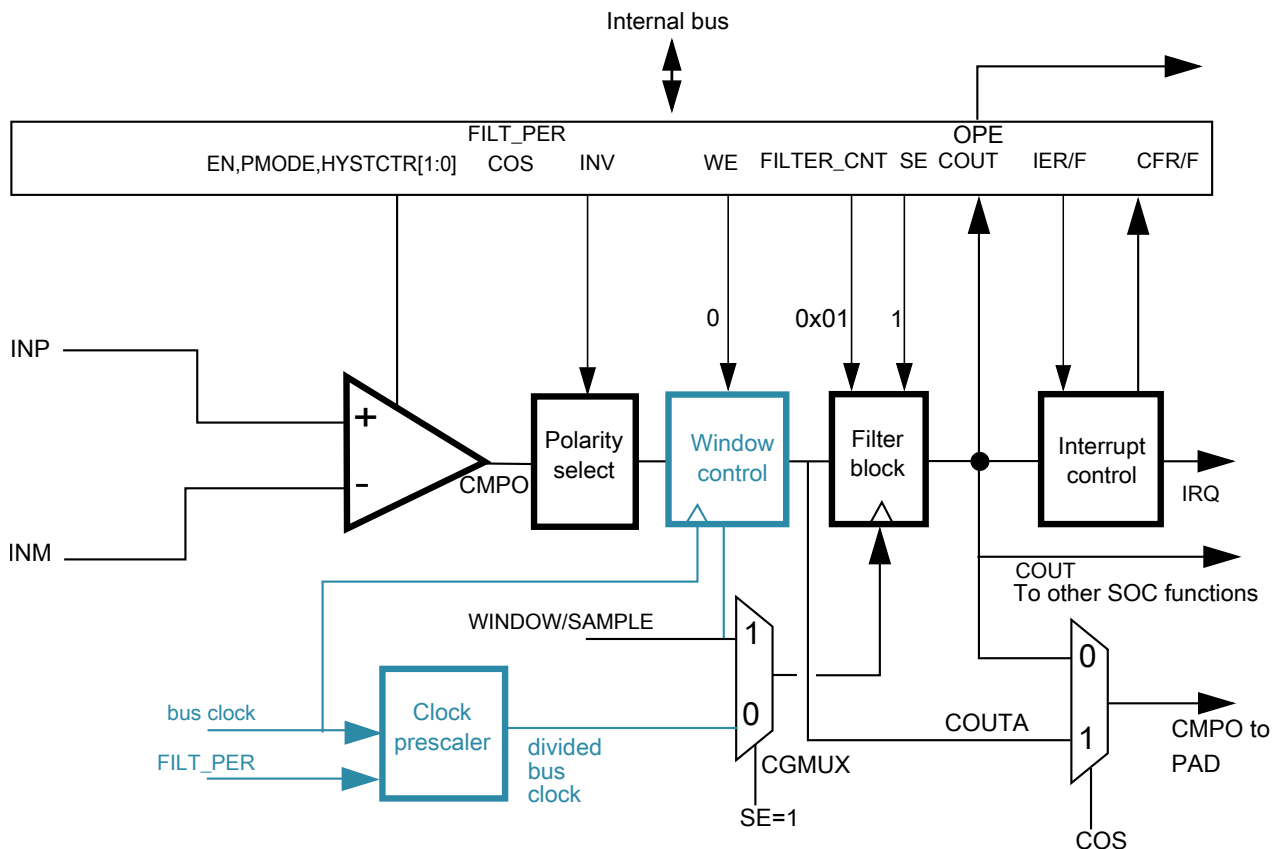 Internal bus
FILT_PER
OPE
EN,PMODE,HYSTCTR[1:0]
COS
INV
WE
FILTER_CNT
SE
COUT
IER/F
CFR/F
0
0x01
1
INP
+
-
INM
CMPO
Polarity
select
Window
control
Filter
block
Interrupt
control
IRQ
COUT
To other SOC functions
WINDOW/SAMPLE
1
0
CGMUX
SE=1
bus clock
FILT_PER
Clock
prescaler
divided
bus
clock
COUTA
0
1
COS
CMPO to
PAD